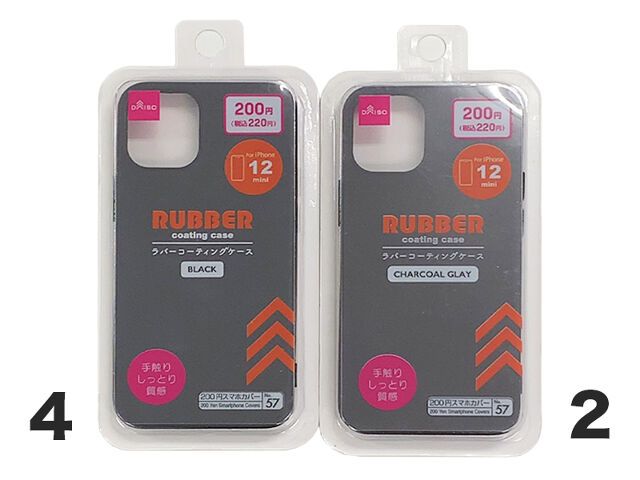 DAISO
200円
(税込220円)
For iPhone
12
mini
RUBBER
coating case
ラバーコーティングケース
BLACK
手触り
しっとり
質感
200円スマホカバー
200 Yen Smartphone Covers
No.
57
4
DAISO
200円
(税込220円)
For iPhone
12
mini
RUBBER
coating case
ラバーコーティングケース
CHARCOAL GLAY
手触り
しっとり
質感
200円スマホカバー
200 Yen Smartphone Covers
No.
57
2